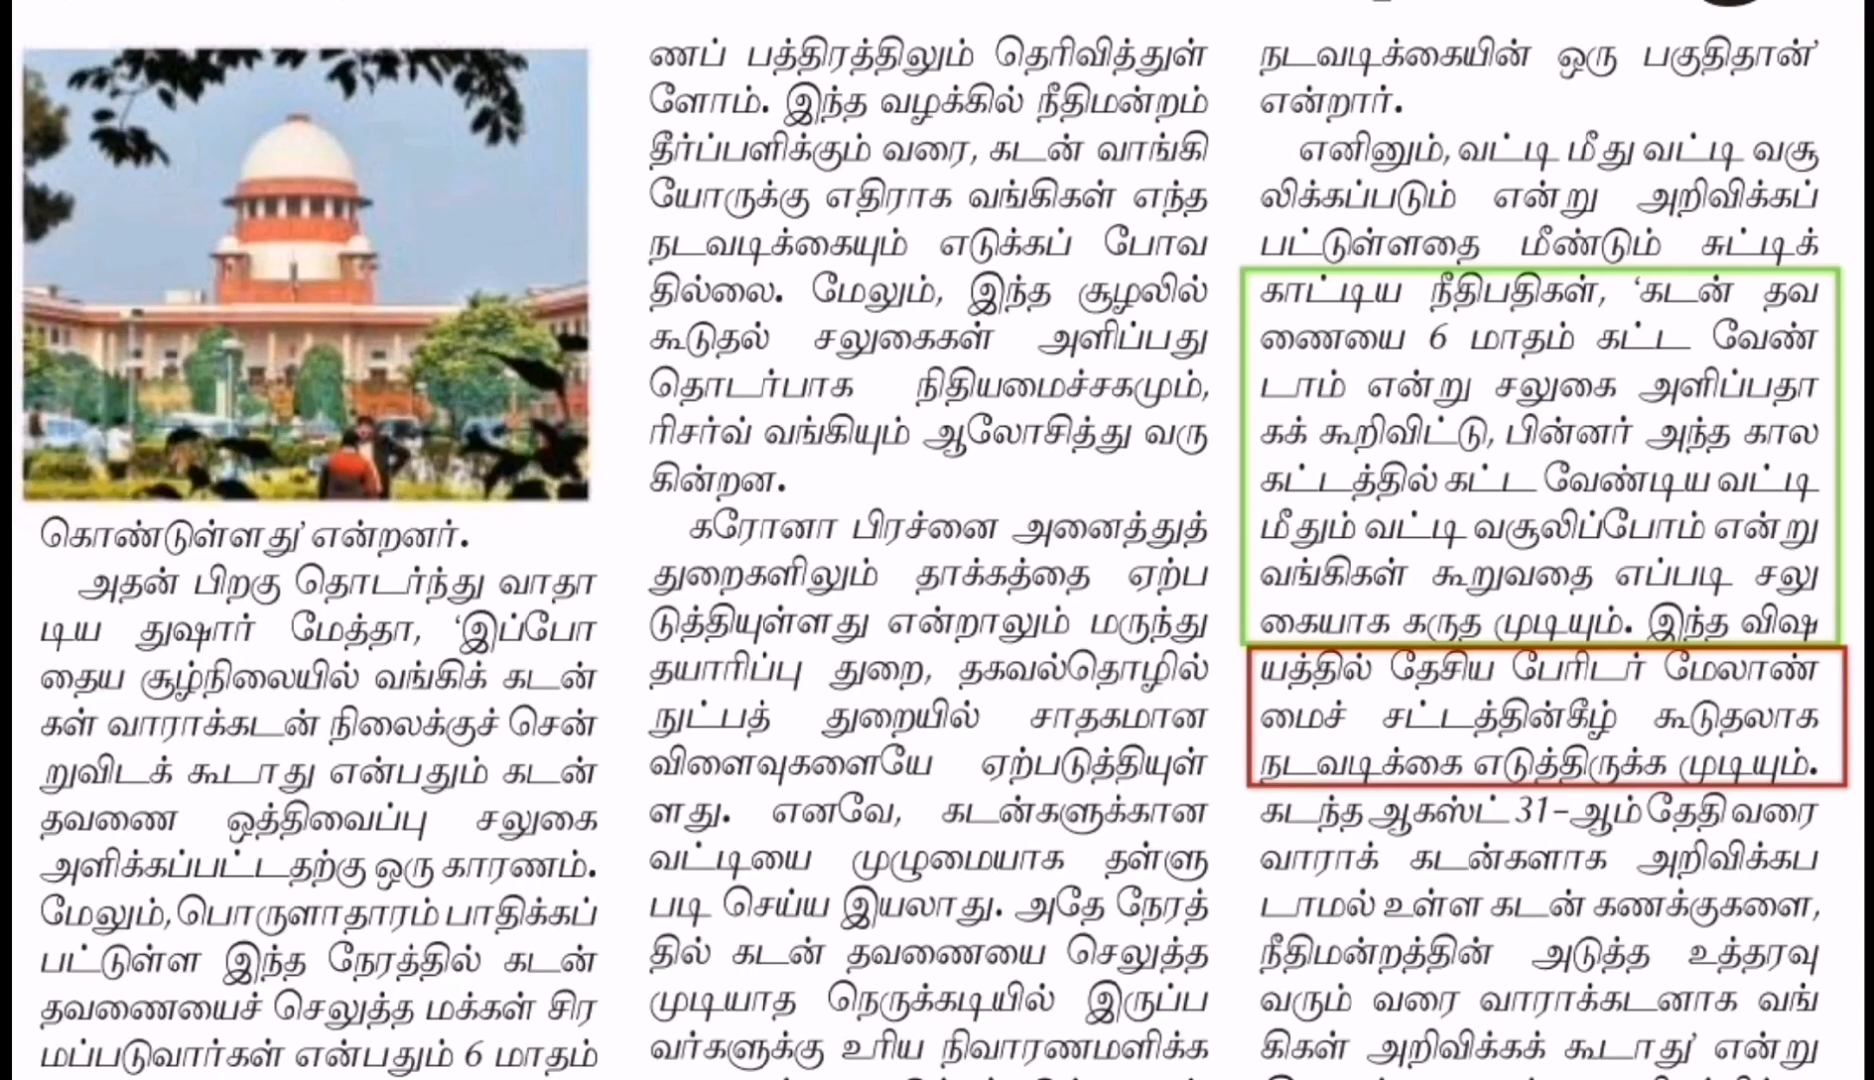 கொண்டுள்ளது' என்றனர்.
அதன் பிறகு தொடர்ந்து வாதா
டிய துஷார் மேத்தா, 'இப்போ
தைய சூழ்நிலையில் வங்கிக் கடன்
கள் வாராக்கடன் நிலைக்குச் சென்
றுவிடக் கூடாது என்பதும் கடன்
தவணை ஒத்திவைப்பு சலுகை
அளிக்கப்பட்டதற்கு ஒரு காரணம்.
மேலும், பொருளாதாரம் பாதிக்கப்
பட்டுள்ள இந்த நேரத்தில் கடன்
தவணையைச் செலுத்த மக்கள் சிர
மப்படுவார்கள் என்பதும் 6 மாதம்
ணப் பத்திரத்திலும் தெரிவித்துள்
ளோம். இந்த வழக்கில் நீதிமன்றம்
தீர்ப்பளிக்கும் வரை, கடன் வாங்கி
யோருக்கு எதிராக வங்கிகள் எந்த
நடவடிக்கையும் எடுக்கப் போவ
தில்லை. மேலும், இந்த சூழலில்
கூடுதல் சலுகைகள் அளிப்பது
தொடர்பாக நிதியமைச்சகமும்,
ரிசர்வ் வங்கியும் ஆலோசித்து வரு
கின்றன.
கரோனா பிரச்னை அனைத்துத்
துறைகளிலும் தாக்கத்தை ஏற்ப
டுத்தியுள்ளது என்றாலும் மருந்து
தயாரிப்பு துறை, தகவல்தொழில்
நுட்பத் துறையில் சாதகமான
விளைவுகளையே ஏற்படுத்தியுள்
ளது. எனவே, கடன்களுக்கான
வட்டியை முழுமையாக தள்ளு
படி செய்ய இயலாது. அதே நேரத்
தில் கடன் தவணையை செலுத்த
முடியாத நெருக்கடியில் இருப்ப
வர்களுக்கு உரிய நிவாரணமளிக்க
நடவடிக்கையின் ஒரு பகுதிதான்'
என்றார்.
எனினும், வட்டி மீது வட்டி வசூ
லிக்கப்படும் என்று அறிவிக்கப்
பட்டுள்ளதை மீண்டும் சுட்டிக்
காட்டிய நீதிபதிகள், 'கடன் தவ
ணையை 6 மாதம் கட்ட வேண்
டாம் என்று சலுகை அளிப்பதா
கக் கூறிவிட்டு, பின்னர் அந்த கால
கட்டத்தில் கட்ட வேண்டிய வட்டி
மீதும் வட்டி வசூலிப்போம் என்று
வங்கிகள் கூறுவதை எப்படி சலு
கையாக கருத முடியும். இந்த விஷ
யத்தில் தேசிய பேரிடர் மேலாண்
மைச் சட்டத்தின்கீழ் கூடுதலாக
நடவடிக்கை எடுத்திருக்க முடியும்.
கடந்த ஆகஸ்ட் 31-ஆம் தேதி வரை
வாராக் கடன்களாக அறிவிக்கப
டாமல் உள்ள கடன் கணக்குகளை,
நீதிமன்றத்தின் அடுத்த உத்தரவு
வரும் வரை வாராக்கடனாக வங்
கிகள் அறிவிக்கக் கூடாது' என்று